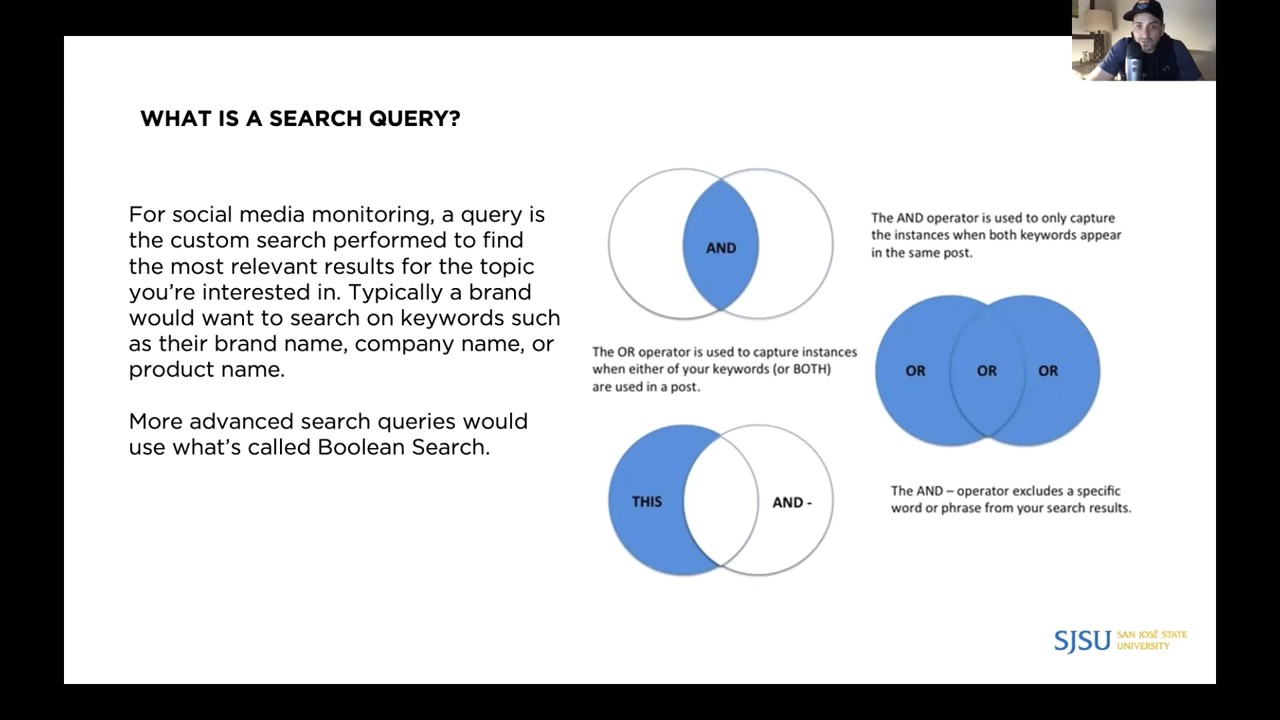 WHAT IS A SEARCH QUERY?
For social media monitoring, a query is
the custom search performed to find
the most relevant results for the topic
you’re interested in. Typically a brand
would want to search on keywords such
as their brand name, company name, or
product name.
More advanced search queries would
use what’s called Boolean Search.
AND
The AND operator is used to only capture
the instances when both keywords appear
in the same post.
The OR operator is used to capture instances
when either of your keywords (or BOTH)
are used in a post.
OR OR OR
THIS AND -
The AND – operator excludes a specific
word or phrase from your search results.
SJSU SAN JOSÉ STATE
UNIVERSITY